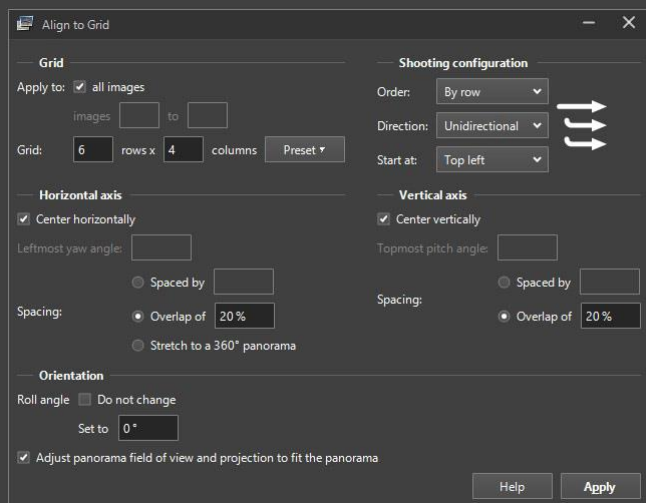 Align to Grid
Grid
Apply to: all images
images to
Grid: 6 rows x 4 columns Preset
Shooting configuration
Order: By row
Direction: Unidirectional
Start at: Top left
Horizontal axis
Center horizontally
Leftmost yaw angle:
Spaced by
Spacing: Overlap of 20 %
Stretch to a 360° panorama
Vertical axis
Center vertically
Topmost pitch angle:
Spaced by
Spacing:
Overlap of 20 %
Orientation
Roll angle Do not change
Set to 0 °
Adjust panorama field of view and projection to fit the panorama
Help Apply